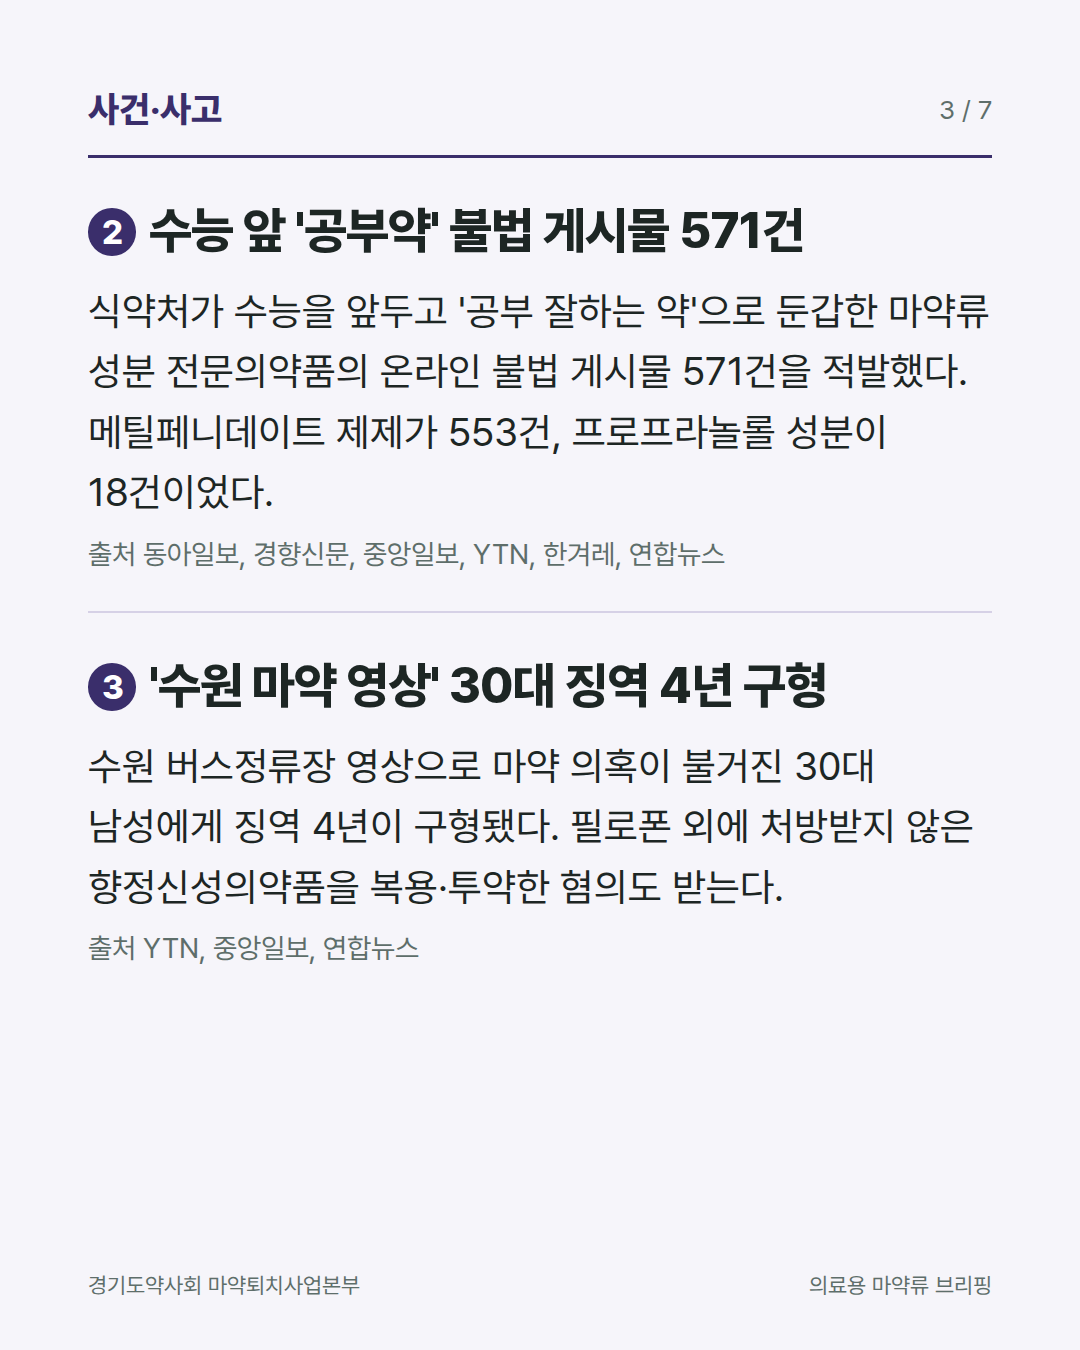 사건·사고
3 / 7
2 수능 앞 '공부약' 불법 게시물 571건
식약처가 수능을 앞두고 '공부 잘하는 약'으로 둔갑한 마약류
성분 전문의약품의 온라인 불법 게시물 571건을 적발했다.
메틸페니데이트 제제가 553건, 프로프라놀롤 성분이
18건이었다.
출처 동아일보, 경향신문, 중앙일보, YTN, 한겨레, 연합뉴스
3 '수원 마약 영상' 30대 징역 4년 구형
수원 버스정류장 영상으로 마약 의혹이 불거진 30대
남성에게 징역 4년이 구형됐다. 필로폰 외에 처방받지 않은
향정신성의약품을 복용·투약한 혐의도 받는다.
출처 YTN, 중앙일보, 연합뉴스
경기도약사회 마약퇴치사업본부
의료용 마약류 브리핑